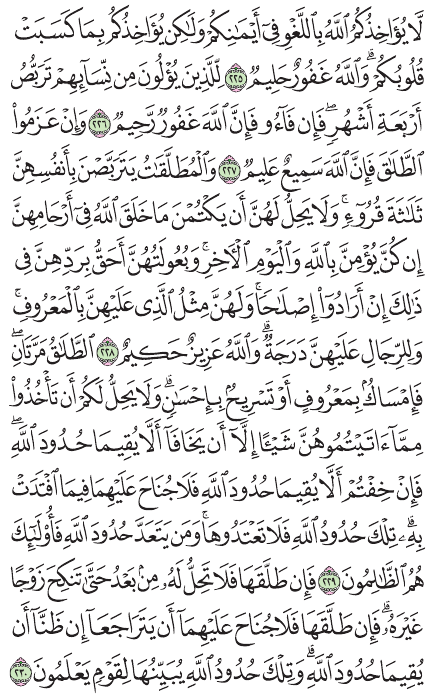 لَّا يُؤَاخِذُكُمُ ٱللَّهُ بِٱللَّغْوِ فِىٓ أَيْمَٰنِكُمْ وَلَٰكِن يُؤَاخِذُكُم بِمَا كَسَبَتْ
قُلُوبُكُمْ ۗ وَٱللَّهُ غَفُورٌ حَلِيمٌ ٢٢٥ لِّلَّذِينَ يُؤْلُونَ مِن نِّسَآئِهِمْ تَرَبُّصُ
أَرْبَعَةِ أَشْهُرٍ ۖ فَإِن فَآءُو فَإِنَّ ٱللَّهَ غَفُورٌ رَّحِيمٌ ٢٢٦ وَإِنْ عَزَمُوا۟
ٱلطَّلَٰقَ فَإِنَّ ٱللَّهَ سَمِيعٌ عَلِيمٌ ٢٢٧ وَٱلْمُطَلَّقَٰتُ يَتَرَبَّصْنَ بِأَنفُسِهِنَّ
ثَلَٰثَةَ قُرُوٓءٍ ۚ وَلَا يَحِلُّ لَهُنَّ أَن يَكْتُمْنَ مَا خَلَقَ ٱللَّهُ فِىٓ أَرْحَامِهِنَّ
إِن كُنَّ يُؤْمِنَّ بِٱللَّهِ وَٱلْيَوْمِ ٱلْـَٔاخِرِ ۚ وَبُعُولَتُهُنَّ أَحَقُّ بِرَدِّهِنَّ فِى
ذَٰلِكَ إِنْ أَرَادُوٓا۟ إِصْلَٰحًا ۚ وَلَهُنَّ مِثْلُ ٱلَّذِى عَلَيْهِنَّ بِٱلْمَعْرُوفِ ۚ
وَلِلرِّجَالِ عَلَيْهِنَّ دَرَجَةٌ ۗ وَٱللَّهُ عَزِيزٌ حَكِيمٌ ٢٢٨ ٱلطَّلَٰقُ مَرَّتَانِ ۖ
فَإِمْسَاكٌۢ بِمَعْرُوفٍ أَوْ تَسْرِيحٌۢ بِإِحْسَٰنٍ ۗ وَلَا يَحِلُّ لَكُمْ أَن تَأْخُذُوا۟
مِمَّآ ءَاتَيْتُمُوهُنَّ شَيْـًٔا إِلَّآ أَن يَخَافَآ أَلَّا يُقِيمَا حُدُودَ ٱللَّهِ ۖ
فَإِنْ خِفْتُمْ أَلَّا يُقِيمَا حُدُودَ ٱللَّهِ فَلَا جُنَاحَ عَلَيْهِمَا فِيمَا ٱفْتَدَتْ
بِهِۦ ۗ تِلْكَ حُدُودُ ٱللَّهِ فَلَا تَعْتَدُوهَا ۚ وَمَن يَتَعَدَّ حُدُودَ ٱللَّهِ فَأُو۟لَٰٓئِكَ
هُمُ ٱلظَّٰلِمُونَ ٢٢٩ فَإِن طَلَّقَهَا فَلَا تَحِلُّ لَهُۥ مِنۢ بَعْدُ حَتَّىٰ تَنكِحَ زَوْجًا
غَيْرَهُۥ ۗ فَإِن طَلَّقَهَا فَلَا جُنَاحَ عَلَيْهِمَآ أَن يَتَرَاجَعَآ إِن ظَنَّآ أَن
يُقِيمَا حُدُودَ ٱللَّهِ ۗ وَتِلْكَ حُدُودُ ٱللَّهِ يُبَيِّنُهَا لِقَوْمٍ يَعْلَمُونَ ٢٣٠